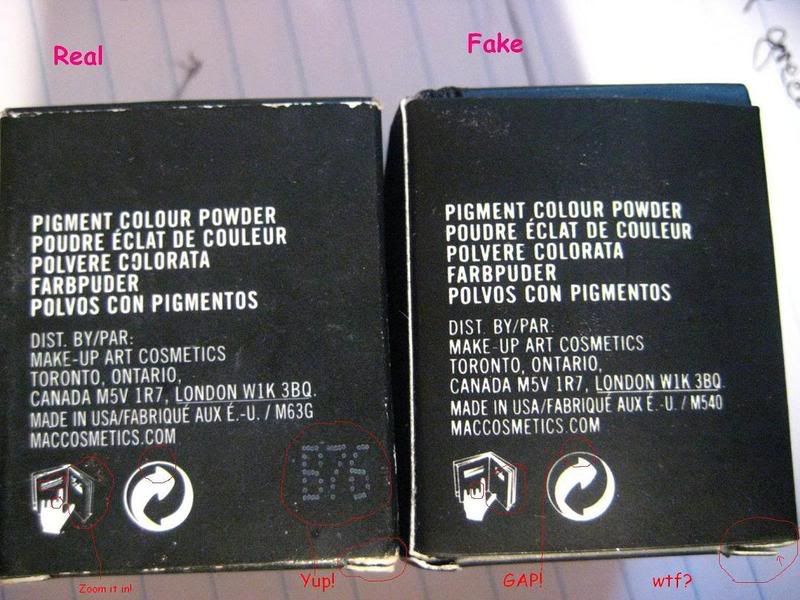 Real
Fake
PIGMENT COLOUR POWDER
POUDRE ÉCLAT DE COULEUR
POLVERE COLORATA
FARBPUDER
POLVOS CON PIGMENTOS
DIST. BY/PAR:
MAKE-UP ART COSMETICS
TORONTO, ONTARIO,
CANADA M5V 1R7, LONDON W1K 3BQ.
MADE IN USA/FABRIQUÉ AUX É.-U. / M63G
MACCOSMETICS.COM
B76
Zoom it in!
Yup!
PIGMENT COLOUR POWDER
POUDRE ÉCLAT DE COULEUR
POLVERE COLORATA
FARBPUDER
POLVOS CON PIGMENTOS
DIST. BY/PAR:
MAKE-UP ART COSMETICS
TORONTO, ONTARIO,
CANADA M5V 1R7, LONDON W1K 3BQ.
MADE IN USA/FABRIQUÉ AUX É.-U. / M540
MACCOSMETICS.COM
GAP!
wtf?